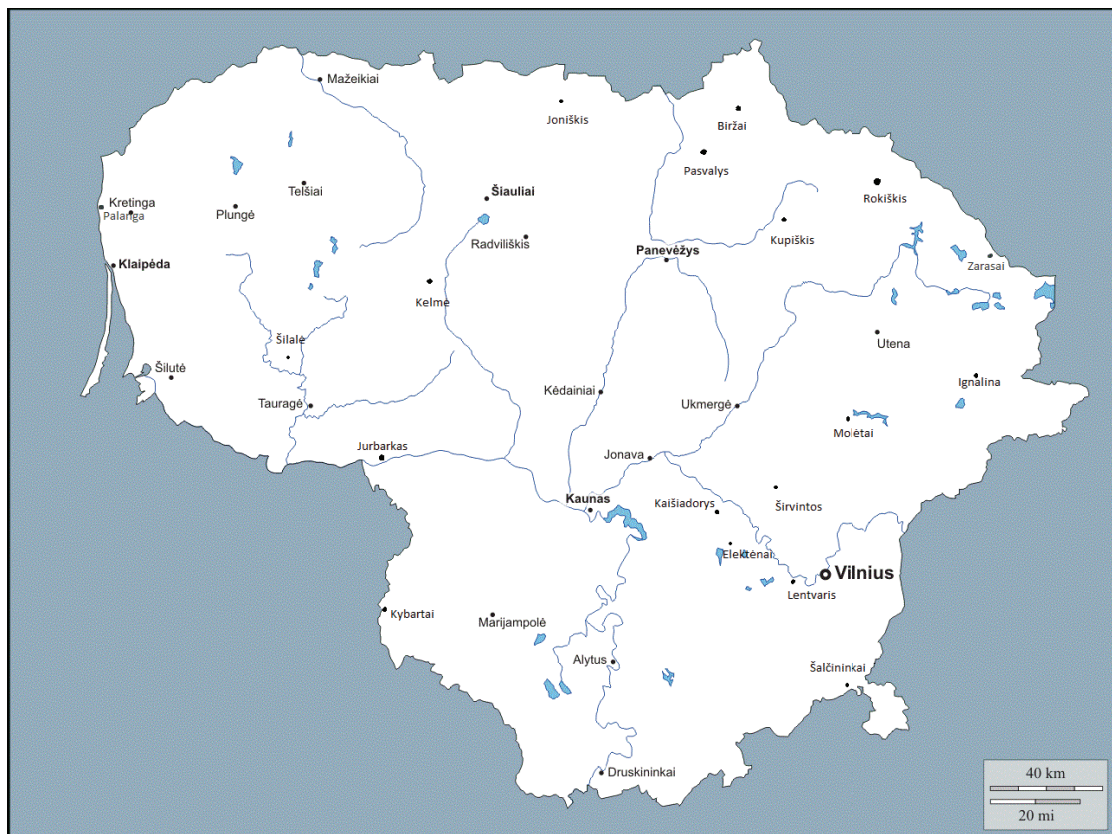 Mažeikiai
Joniškis
Biržai
Pasvalys
Telšiai
Šiauliai
Rokiškis
Kretinga
Palanga
Plungė
Radviliškis
Kupiškis
Panevėžys
Klaipėda
Zarasai
Kelmė
Utena
Šilalė
Šilutė
Ignalina
Kėdainiai
Tauragė
Ukmergė
Molėtai
Jurbarkas
Jonava
Kaunas
Kaišiadorys
Širvintos
Elektėnai
Vilnius
Lentvaris
Kybartai
Marijampolė
Alytus
Šalčininkai
Druskininkai
40 km
20 mi